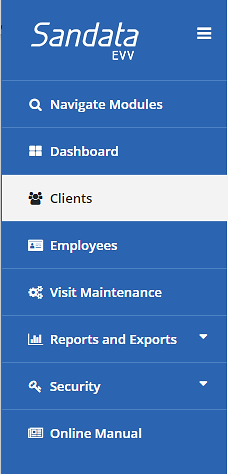 Sandata
EVV
Navigate Modules
Dashboard
Clients
Employees
Visit Maintenance
Reports and Exports
Security
Online Manual